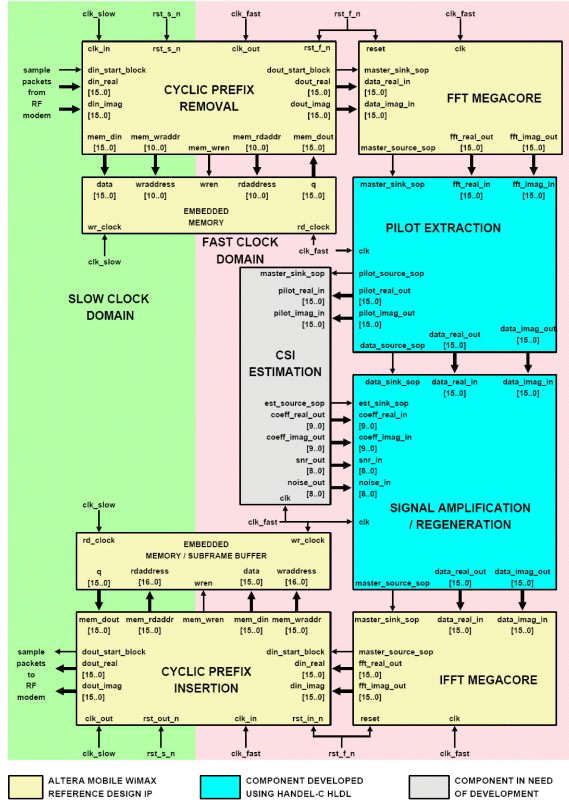 clk_slow rst_s_n clk_fast rst_f_n clk_fast
clk_in rst_s_n clk_out rst_f_n
reset clk
sample
packets
from
RF
modem
din_start_block
din_real
[15..0]
din_imag
[15..0]
CYCLIC PREFIX
REMOVAL
dout_start_block
dout_real
[15..0]
dout_imag
[15..0]
mem_din mem_wraddr mem_wren mem_rdaddr mem_dout
[15..0] [10..0] [10..0] [15..0]
master_sink_sop
data_real_in
[15..0]
data_imag_in
[15..0]
FFT MEGACORE
fft_real_out fft_imag_out
[15..0] [15..0]
master_source_sop
data wraddress wren rdaddress q
[15..0] [10..0] [10..0] [15..0]
EMBEDDED
MEMORY
wr_clock rd_clock
clk_slow
clk_fast
FAST CLOCK
DOMAIN
SLOW CLOCK
DOMAIN
master_sink_sop fft_real_in fft_imag_in
[15..0] [15..0]
PILOT EXTRACTION
clk
pilot_source_sop
pilot_real_out
[15..0]
pilot_imag_out
[15..0]
data_real_out data_imag_out
[15..0] [15..0]
data_source_sop
master_sink_sop
pilot_real_in
[15..0]
pilot_imag_in
[15..0]
CSI
ESTIMATION
est_source_sop
coeff_real_out
[9..0]
coeff_imag_out
[9..0]
snr_out
[8..0]
noise_out
[8..0]
clk
data_sink_sop data_real_in data_imag_in
[15..0] [15..0]
est_sink_sop
coeff_real_in
[9..0]
coeff_imag_in
[9..0]
snr_in
[8..0]
noise_in
[8..0]
SIGNAL AMPLIFICATION
/ REGENERATION
clk
clk_fast
data_real_out data_imag_out
[15..0] [15..0]
master_source_sop
clk_slow
rd_clock wr_clock
EMBEDDED
MEMORY / SUBFRAME BUFFER
q rdaddress wren data wraddress
[15..0] [16..0] [15..0] [16..0]
mem_dout mem_rdaddr mem_wren mem_din mem_wraddr
[15..0] [15..0] [15..0] [15..0]
sample
packets
to
RF
modem
dout_start_block
dout_real
[15..0]
dout_imag
[15..0]
CYCLIC PREFIX
INSERTION
din_start_block
din_real
[15..0]
din_imag
[15..0]
clk_out rst_out_n clk_in rst_in_n
master_sink_sop data_real_in data_imag_in
[15..0] [15..0]
master_source_sop
fft_real_out
[15..0]
fft_imag_out
[15..0]
IFFT MEGACORE
reset clk
clk_slow rst_s_n clk_fast rst_f_n clk_fast
ALTERA MOBILE WiMAX
REFERENCE DESIGN IP
COMPONENT DEVELOPED
USING HANDEL-C HLDL
COMPONENT IN NEED
OF DEVELOPMENT